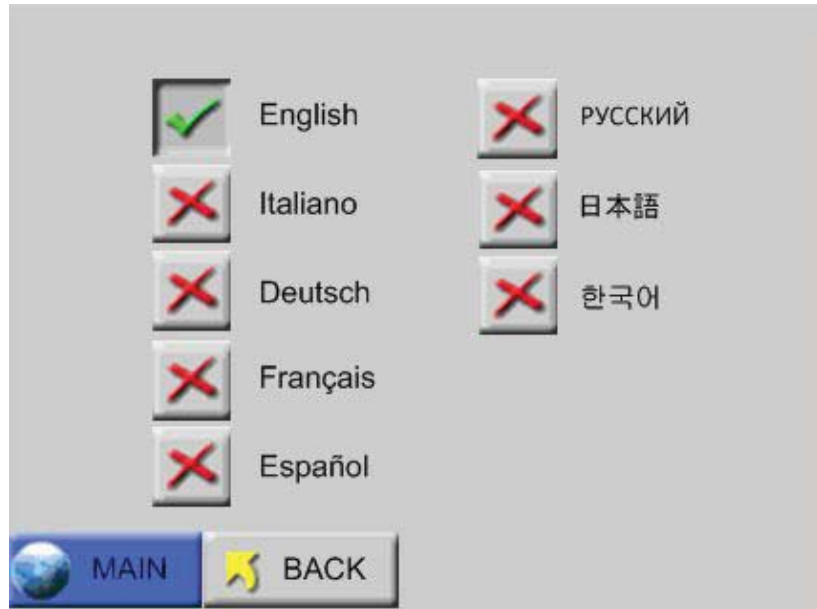 English
Italiano
Deutsch
Français
Español
РУССКИЙ
日本語
한국어
MAIN
BACK